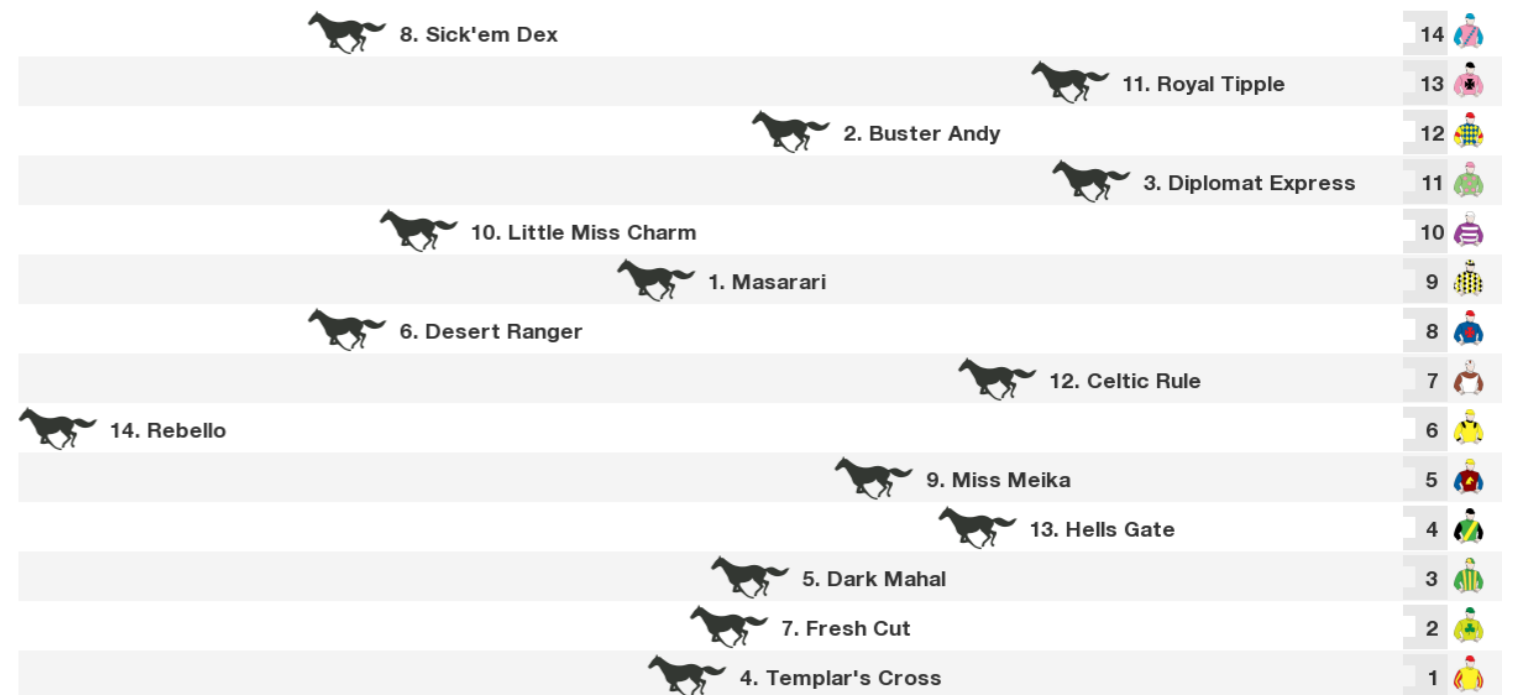 8. Sick'em Dex 14
11. Royal Tipple 13
2. Buster Andy 12
3. Diplomat Express 11
10. Little Miss Charm 10
1. Masarari 9
6. Desert Ranger 8
12. Celtic Rule 7
14. Rebello 6
9. Miss Meika 5
13. Hells Gate 4
5. Dark Mahal 3
7. Fresh Cut 2
4. Templar's Cross 1